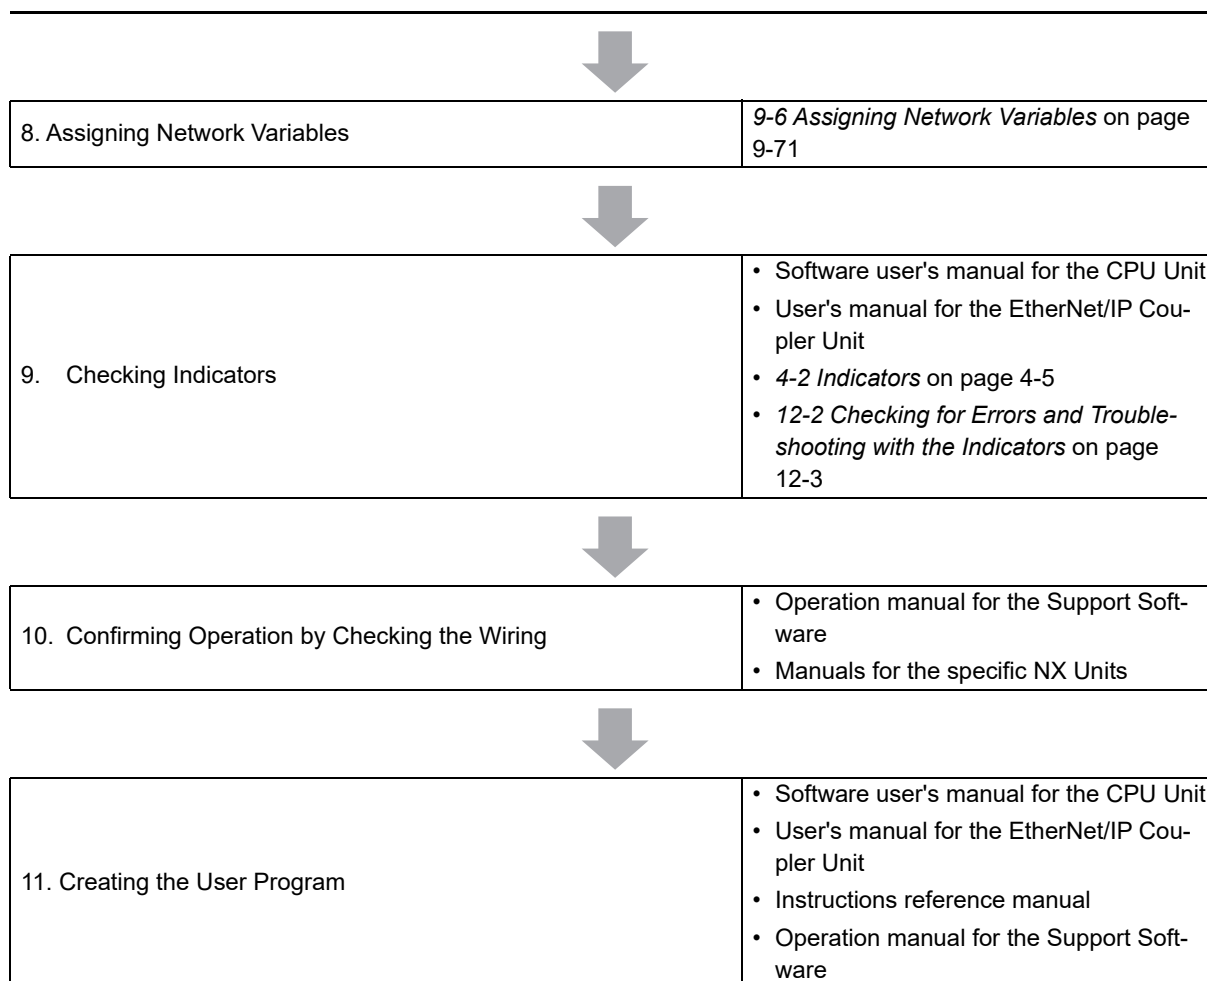 8. Assigning Network Variables
9-6 Assigning Network Variables on page
9-71
9. Checking Indicators
• Software user's manual for the CPU Unit
• User's manual for the EtherNet/IP Cou-
pler Unit
• 4-2 Indicators on page 4-5
• 12-2 Checking for Errors and Trouble-
shooting with the Indicators on page
12-3
10. Confirming Operation by Checking the Wiring
• Operation manual for the Support Soft-
ware
• Manuals for the specific NX Units
11. Creating the User Program
• Software user's manual for the CPU Unit
• User's manual for the EtherNet/IP Cou-
pler Unit
• Instructions reference manual
• Operation manual for the Support Soft-
ware